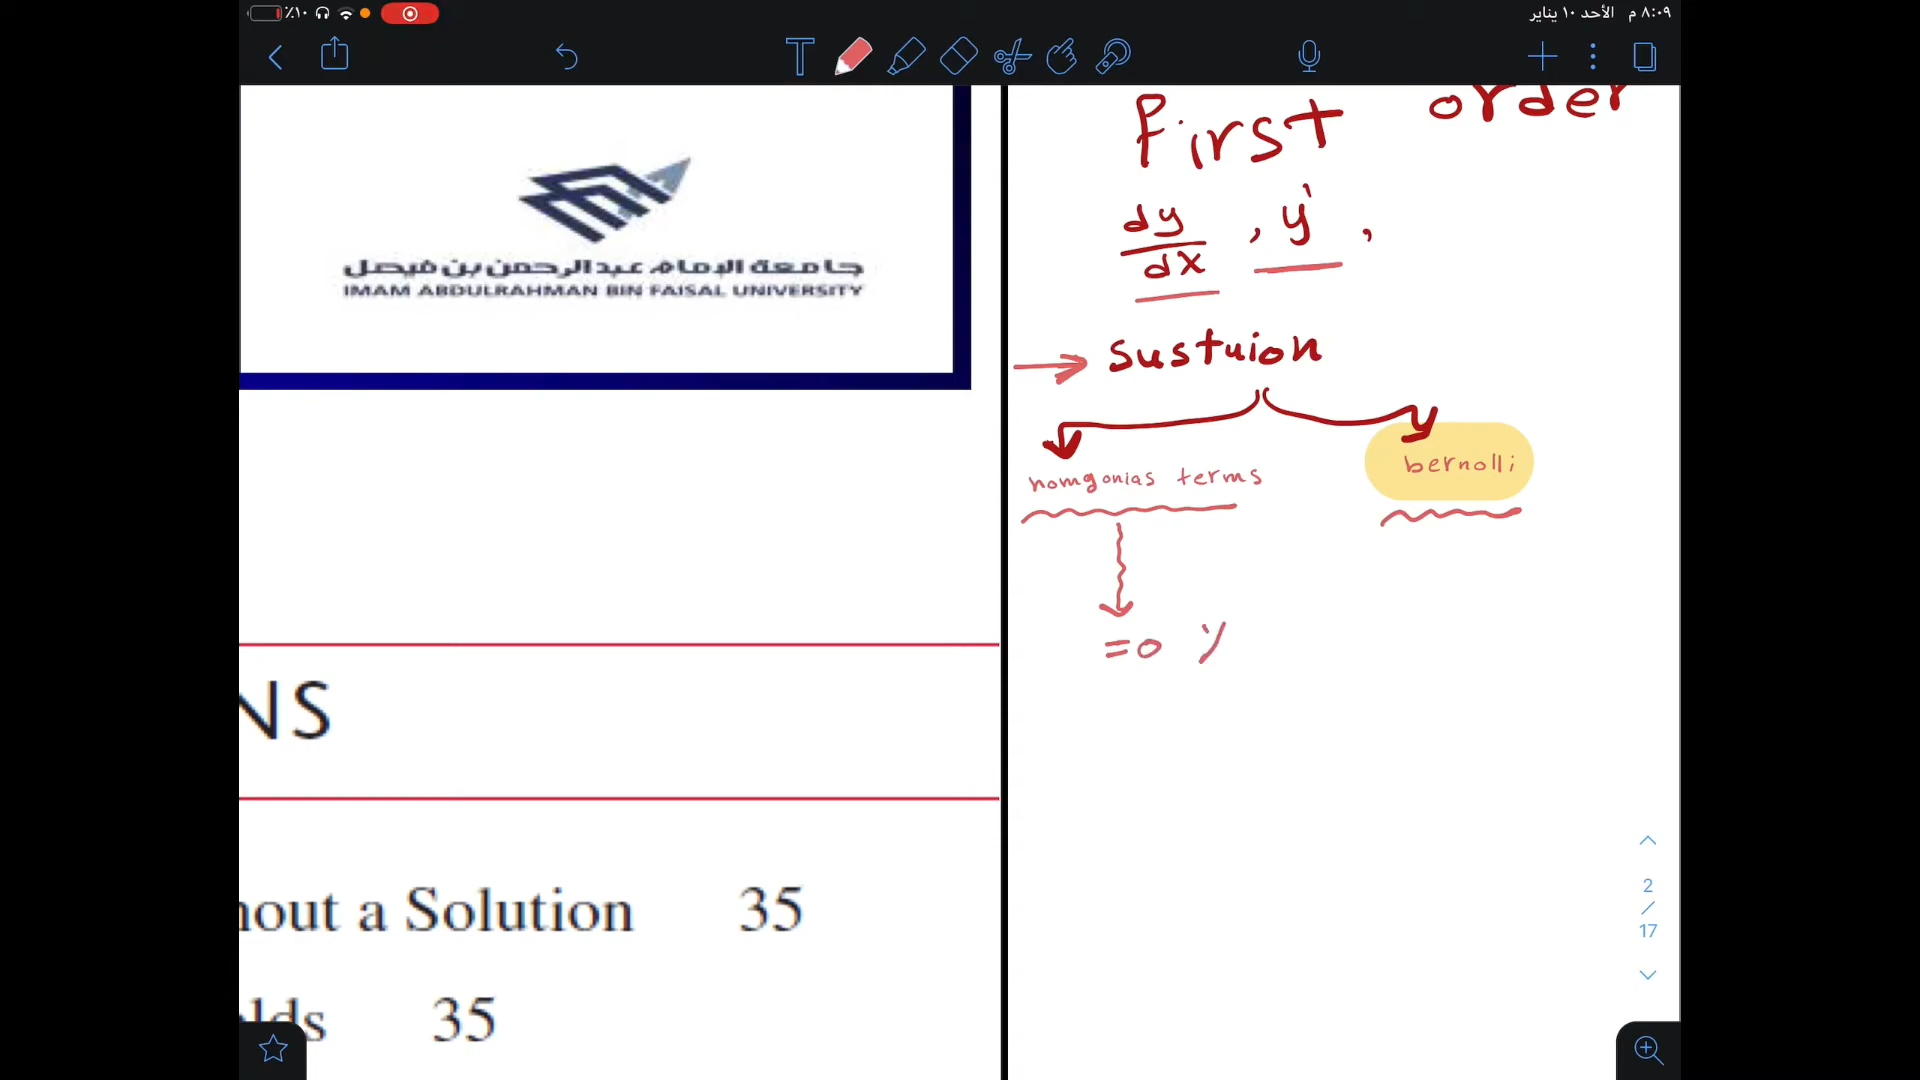 ٪١٠
٨:٠٩ م الأحد ١٠ يناير
T
جامعة الإمام عبدالرحمن بن فيصل
IMAM ABDULRAHMAN BIN FAISAL UNIVERSITY
NS
hout a Solution 35
lds 35
First order
dy/dx , y' ,
sustuion
homgonias terms
bernolli
=0
2
/
17